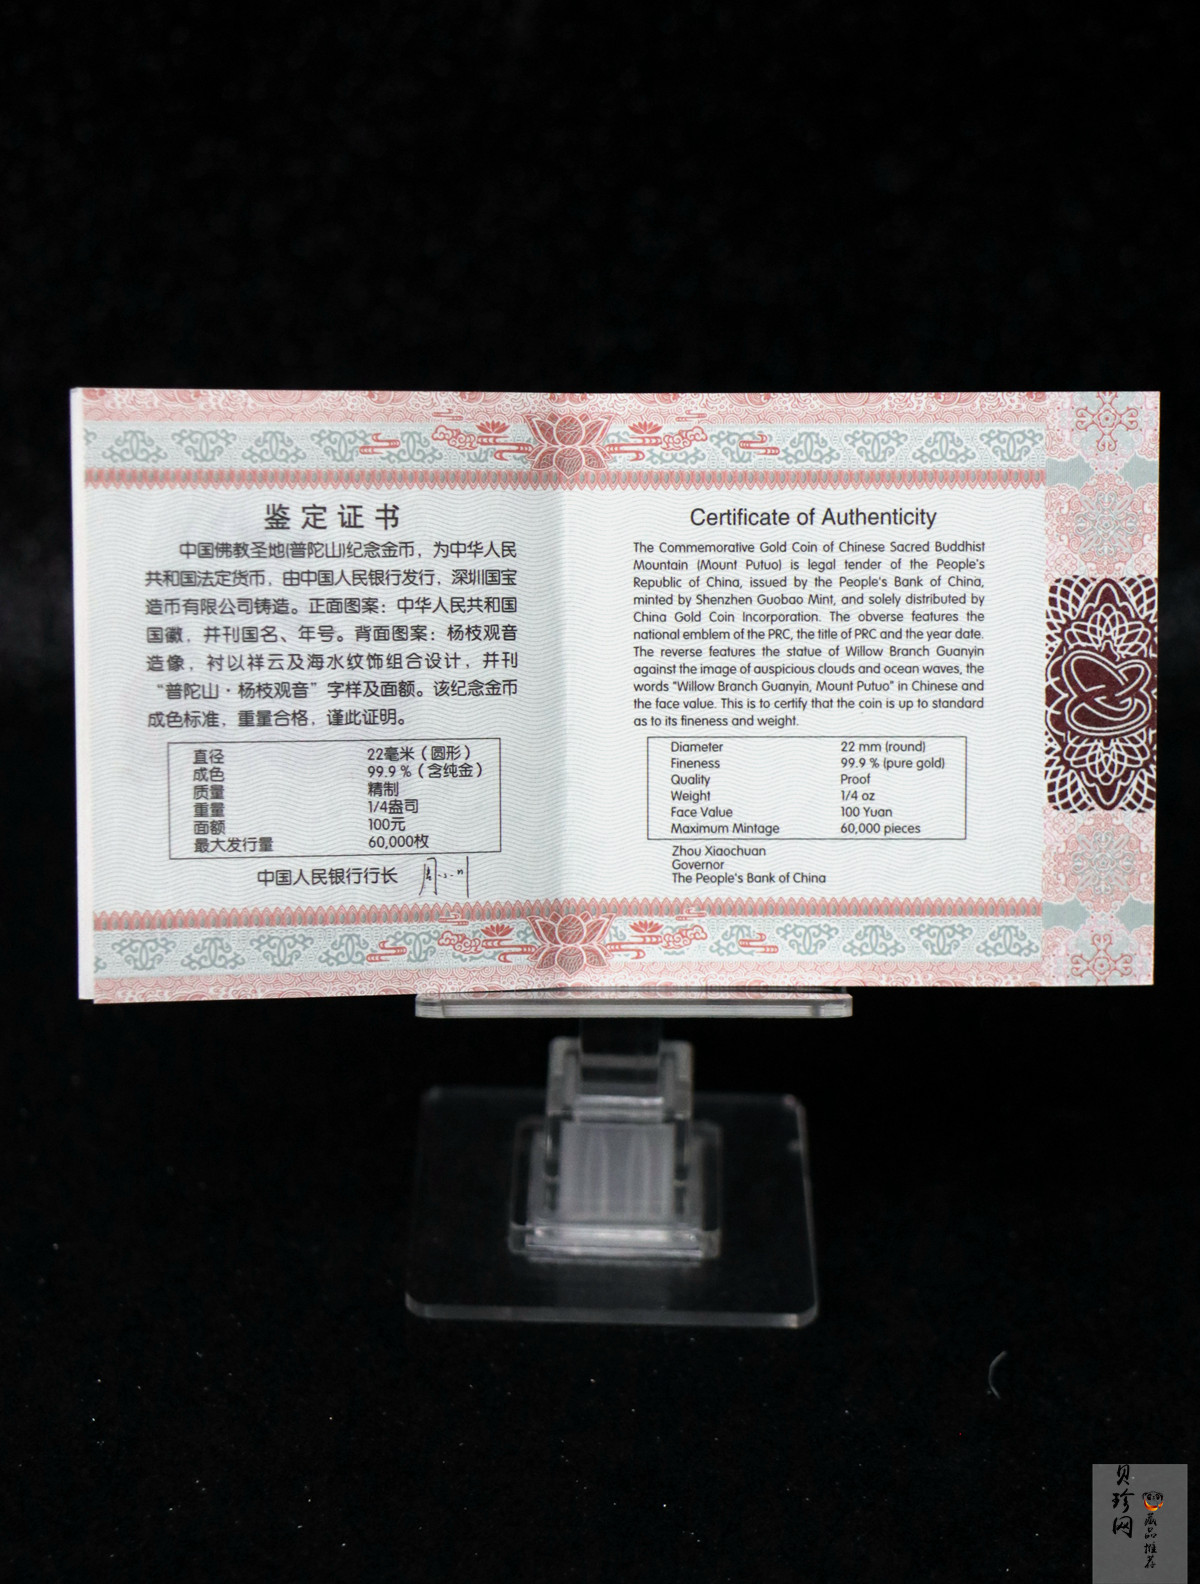 鉴定证书
中国佛教圣地(普陀山)纪念金币，为中华人民
共和国法定货币，由中国人民银行发行，深圳国宝
造币有限公司铸造。正面图案：中华人民共和国
国徽，并刊国名、年号。背面图案：杨枝观音
造像，衬以祥云及海水纹饰组合设计，并刊
“普陀山·杨枝观音”字样及面额。该纪念金币
成色标准，重量合格，谨此证明。
直径 22毫米（圆形）
成色 99.9％（含纯金）
质量 精制
重量 1/4盎司
面额 100元
最大发行量 60,000枚
中国人民银行行长
Certificate of Authenticity
The Commemorative Gold Coin of Chinese Sacred Buddhist
Mountain (Mount Putuo) is legal tender of the People's
Republic of China, issued by the People's Bank of China,
minted by Shenzhen Guobao Mint, and solely distributed by
China Gold Coin Incorporation. The obverse features the
national emblem of the PRC, the title of PRC and the year date.
The reverse features the statue of Willow Branch Guanyin
against the image of auspicious clouds and ocean waves, the
words "Willow Branch Guanyin, Mount Putuo" in Chinese and
the face value. This is to certify that the coin is up to standard
as to its fineness and weight.
Diameter 22 mm (round)
Fineness 99.9 % (pure gold)
Quality Proof
Weight 1/4 oz
Face Value 100 Yuan
Maximum Mintage 60,000 pieces
Zhou Xiaochuan
Governor
The People's Bank of China
贝珍网
藏品推荐